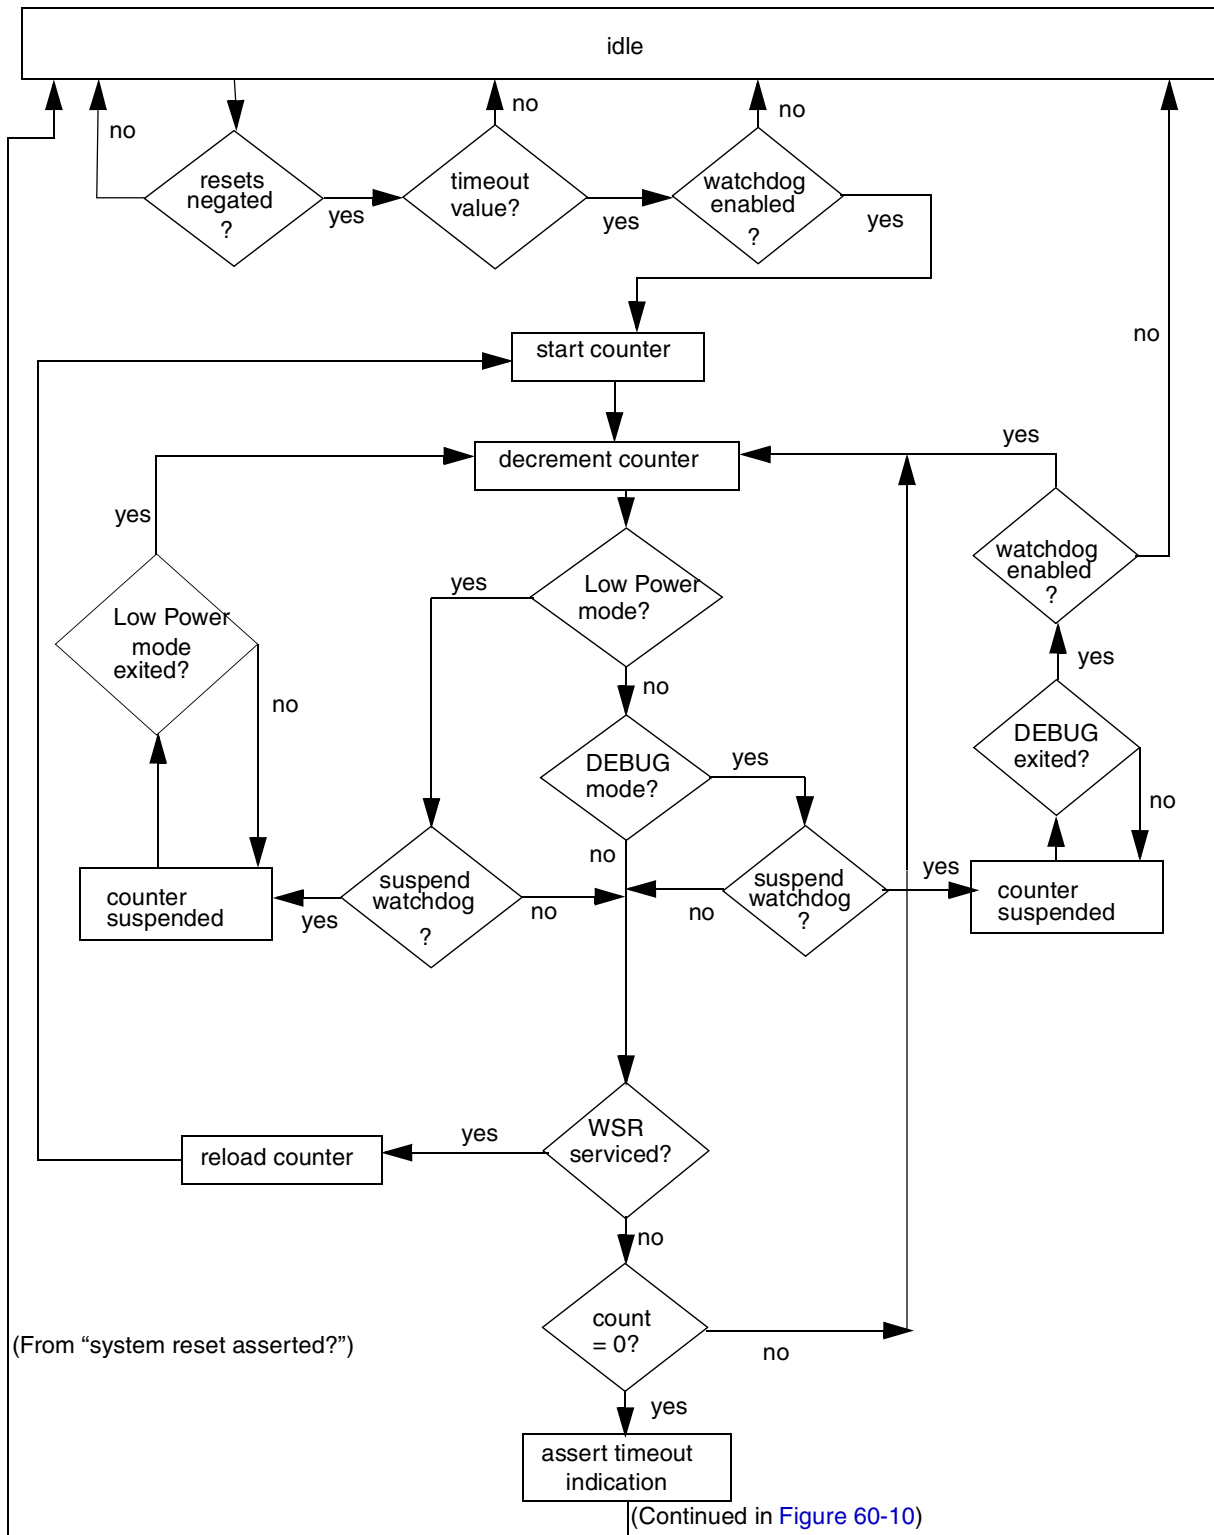 idle
no
no
no
resets
negated
?
yes
timeout
value?
yes
watchdog
enabled
?
yes
no
start counter
yes
decrement counter
yes
Low Power
mode
exited?
no
yes
Low Power
mode?
no
watchdog
enabled
?
yes
DEBUG
mode?
yes
DEBUG
exited?
no
no
counter
suspended
yes
suspend
watchdog
?
no
no
suspend
watchdog
?
yes
counter
suspended
reload counter
yes
WSR
serviced?
no
(From “system reset asserted?”)
count
= 0?
no
yes
assert timeout
indication
(Continued in Figure 60-10)